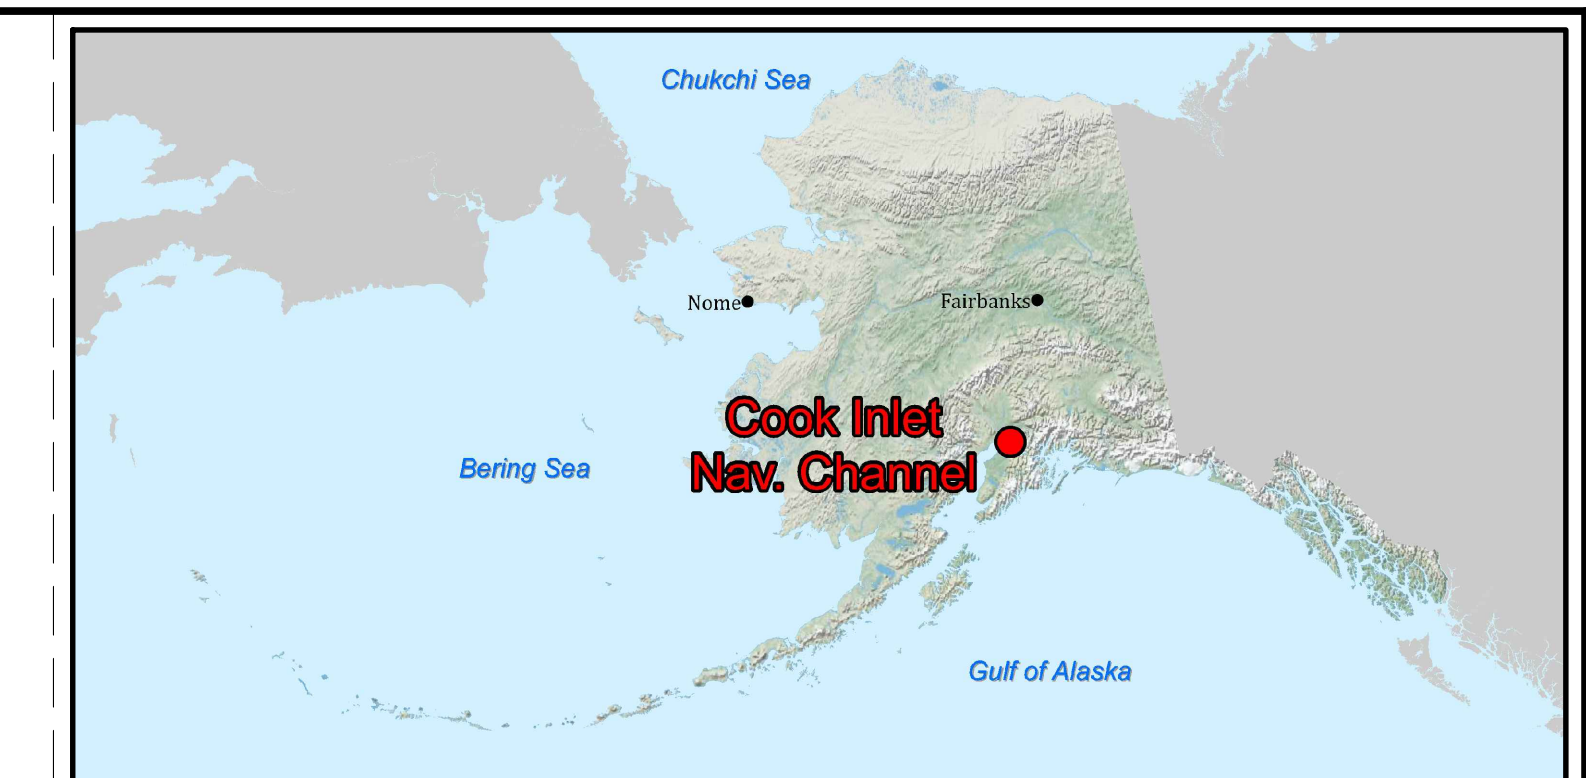 Chukchi Sea
Nome
Fairbanks
Cook Inlet
Nav. Channel
Bering Sea
Gulf of Alaska